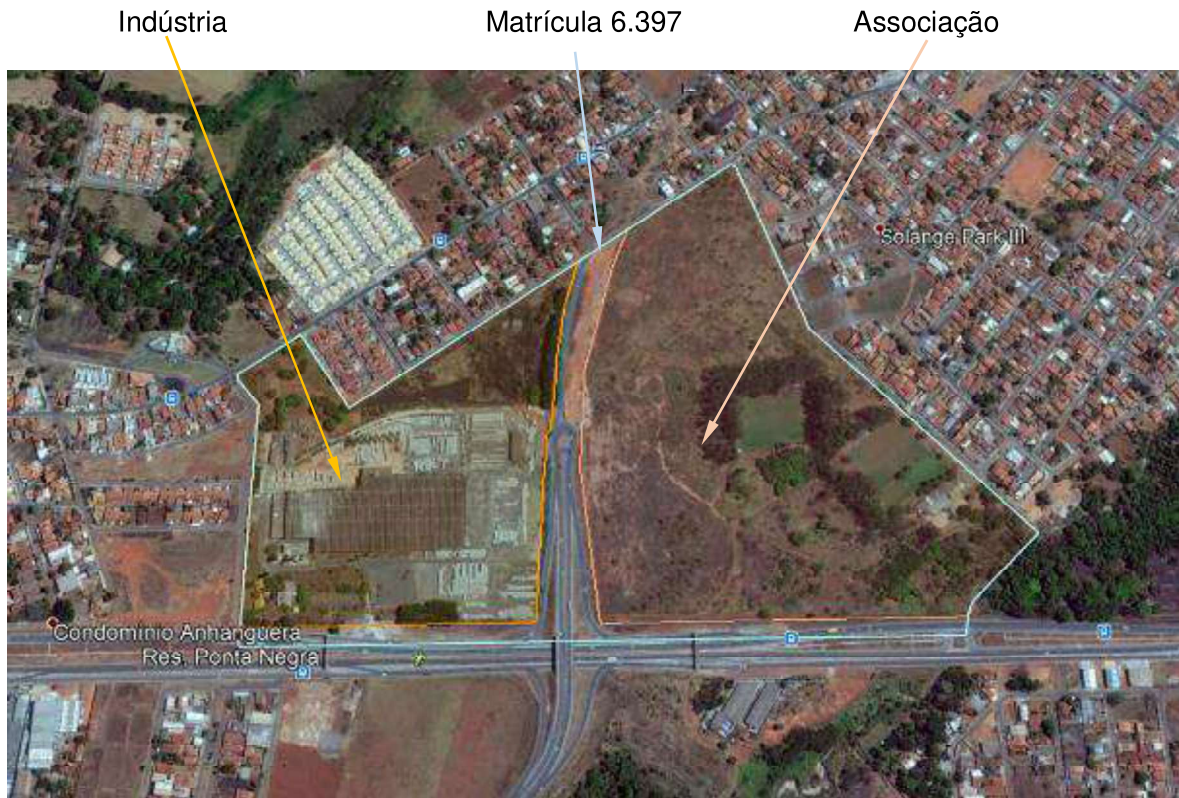 Indústria
Matrícula 6.397
Associação
Solange Park III
Condomínio Anhanguera
Res. Ponta Negra